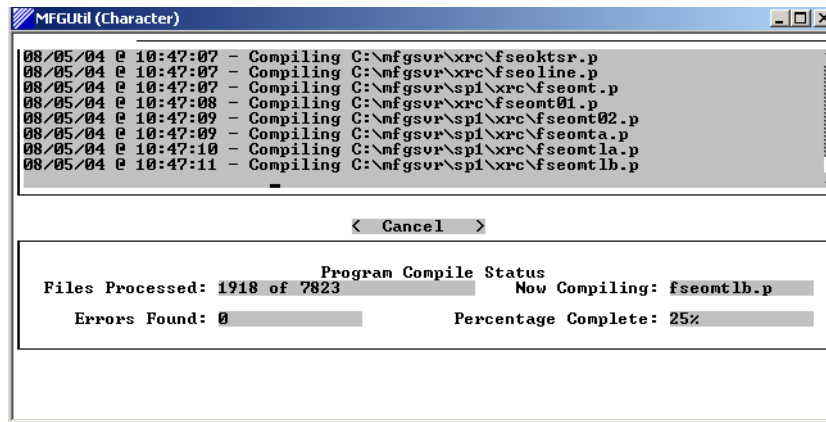 MFGUtil (Character)
08/05/04 @ 10:47:07 - Compiling C:\mfgsvr\xrc\fseoktsr.p
08/05/04 @ 10:47:07 - Compiling C:\mfgsvr\xrc\fseoline.p
08/05/04 @ 10:47:07 - Compiling C:\mfgsvr\sp1\xrc\fseomt.p
08/05/04 @ 10:47:08 - Compiling C:\mfgsvr\xrc\fseomt01.p
08/05/04 @ 10:47:09 - Compiling C:\mfgsvr\sp1\xrc\fseomt02.p
08/05/04 @ 10:47:09 - Compiling C:\mfgsvr\sp1\xrc\fseomta.p
08/05/04 @ 10:47:10 - Compiling C:\mfgsvr\sp1\xrc\fseomtla.p
08/05/04 @ 10:47:11 - Compiling C:\mfgsvr\sp1\xrc\fseomtlb.p
< Cancel >
Program Compile Status
Files Processed: 1918 of 7823 Now Compiling: fseomtlb.p
Errors Found: 0 Percentage Complete: 25%